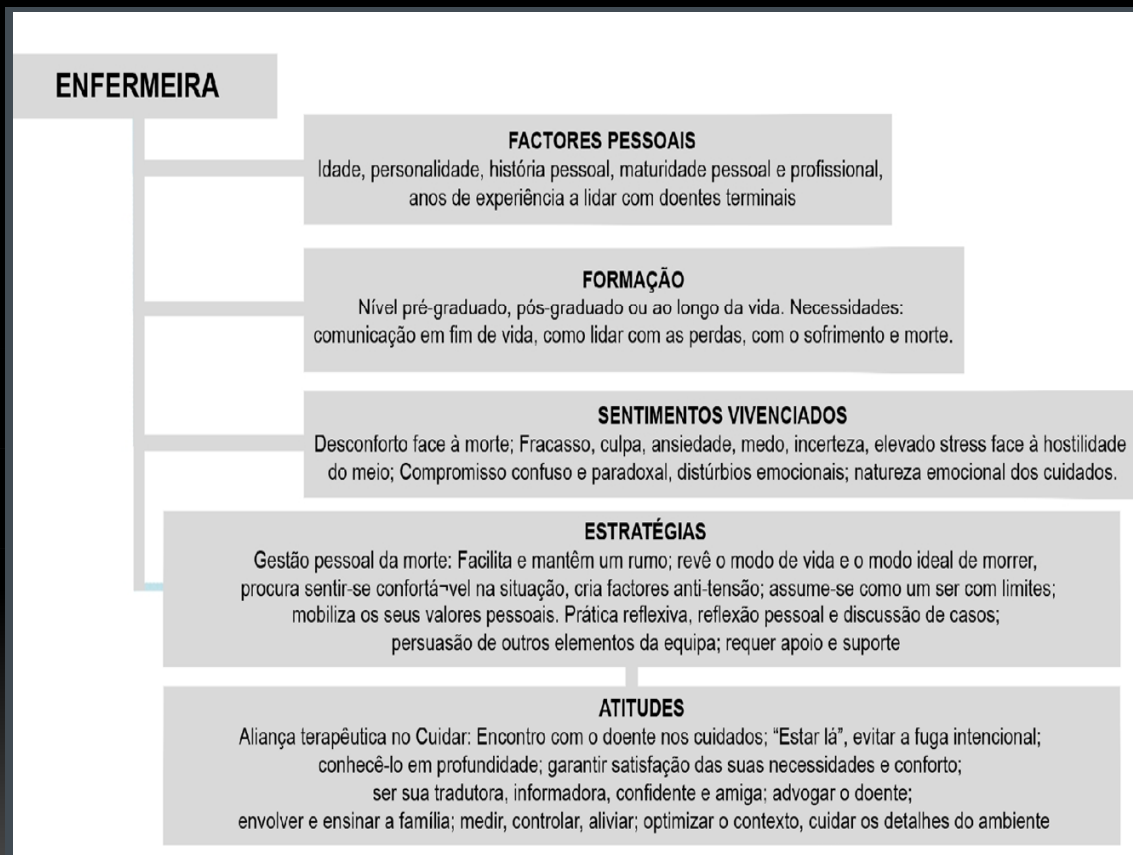 ENFERMEIRA
FACTORES PESSOAIS
Idade, personalidade, história pessoal, maturidade pessoal e profissional,
anos de experiência a lidar com doentes terminais
FORMAÇÃO
Nível pré-graduado, pós-graduado ou ao longo da vida. Necessidades:
comunicação em fim de vida, como lidar com as perdas, com o sofrimento e morte.
SENTIMENTOS VIVENCIADOS
Desconforto face à morte; Fracasso, culpa, ansiedade, medo, incerteza, elevado stress face à hostilidade
do meio; Compromisso confuso e paradoxal, distúrbios emocionais; natureza emocional dos cuidados.
ESTRATÉGIAS
Gestão pessoal da morte: Facilita e mantêm um rumo; revê o modo de vida e o modo ideal de morrer,
procura sentir-se confortá¬vel na situação, cria factores anti-tensão; assume-se como um ser com limites;
mobiliza os seus valores pessoais. Prática reflexiva, reflexão pessoal e discussão de casos;
persuasão de outros elementos da equipa; requer apoio e suporte
ATITUDES
Aliança terapêutica no Cuidar: Encontro com o doente nos cuidados; “Estar lá”, evitar a fuga intencional;
conhecê-lo em profundidade; garantir satisfação das suas necessidades e conforto;
ser sua tradutora, informadora, confidente e amiga; advogar o doente;
envolver e ensinar a família; medir, controlar, aliviar; optimizar o contexto, cuidar os detalhes do ambiente